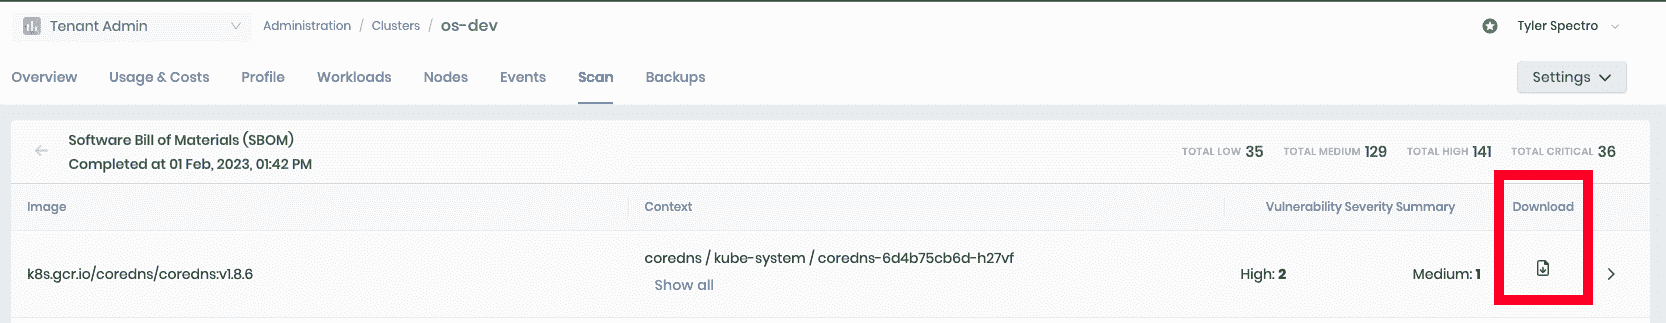 Tenant Admin Administration / Clusters / os-dev Tyler Spectro
Overview Usage & Costs Profile Workloads Nodes Events Scan Backups Settings
Software Bill of Materials (SBOM)
Completed at 01 Feb, 2023, 01:42 PM
TOTAL LOW 35 TOTAL MEDIUM 129 TOTAL HIGH 141 TOTAL CRITICAL 36
Image Context Vulnerability Severity Summary Download
k8s.gcr.io/coredns/coredns:v1.8.6
coredns / kube-system / coredns-6d4b75cb6d-h27vf
Show all
High: 2 Medium: 1